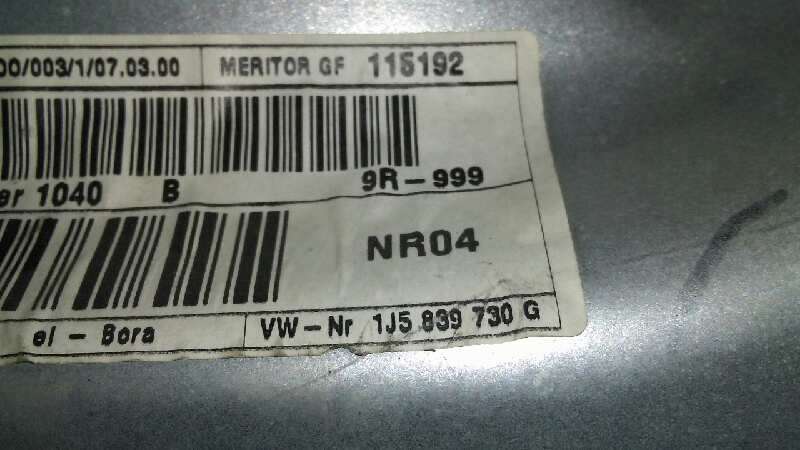 00/003/1/07.03.00 MERITOR GF 115192
er 1040 B 9R-999
NR04
el - Bora VW-Nr 1J5 839 730 G